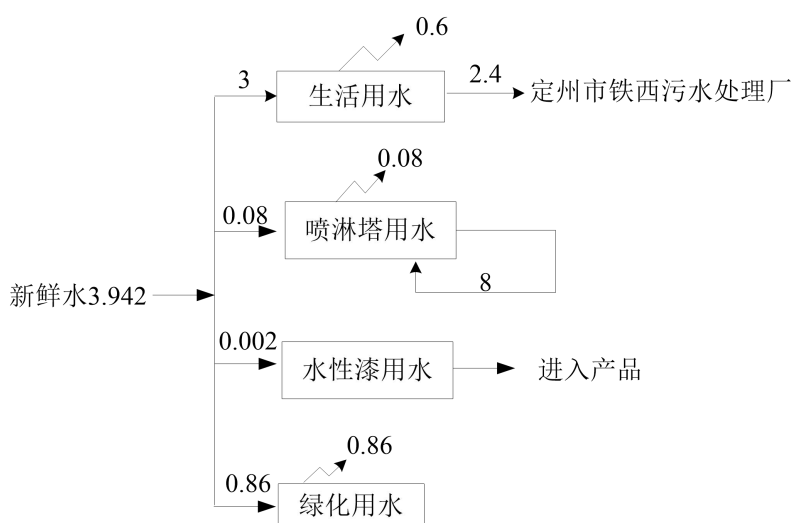 0.6
3
生活用水
2.4
定州市铁西污水处理厂
0.08
0.08
喷淋塔用水
8
新鲜水3.942
0.002
水性漆用水
进入产品
0.86
0.86
绿化用水